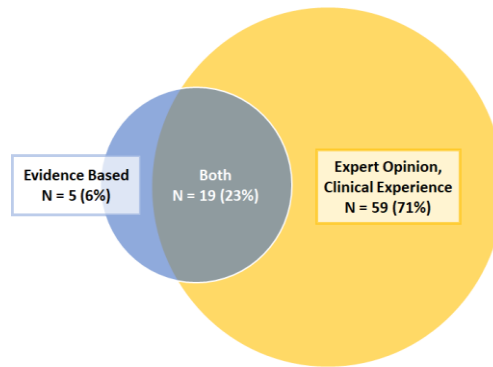 Evidence Based
N = 5 (6%)
Both
N = 19 (23%)
Expert Opinion,
Clinical Experience
N = 59 (71%)